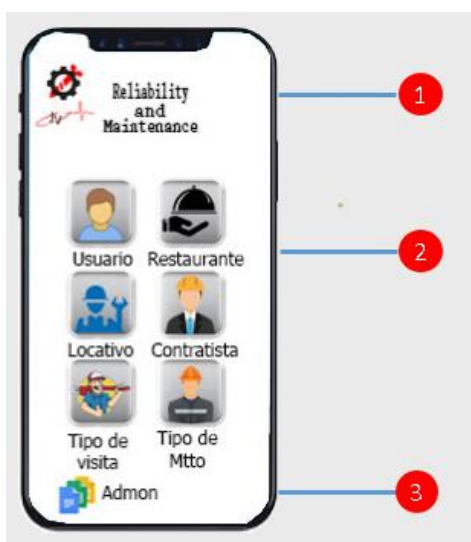 Reliability
and
Maintenance
1
Usuario Restaurante
2
Locativo Contratista
Tipo de visita
Tipo de Mtto
Admon
3